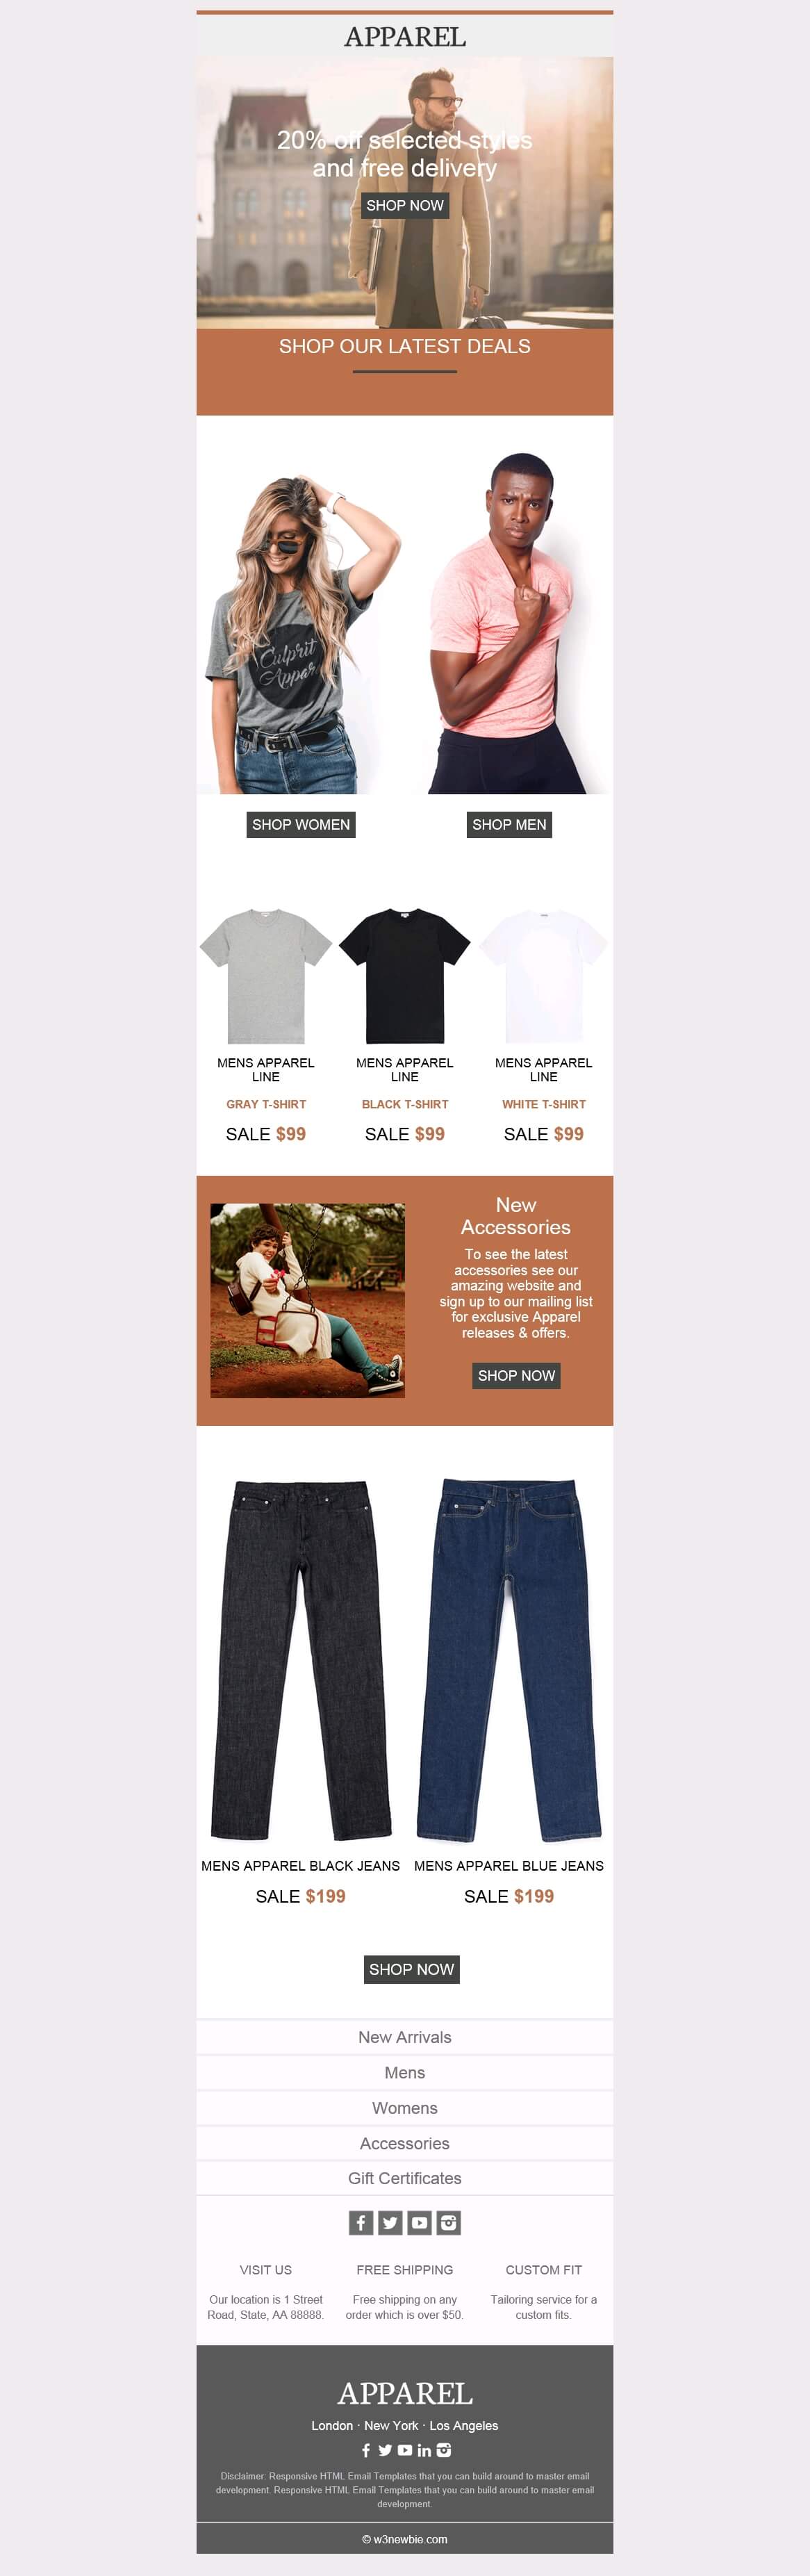 APPAREL
20% off selected styles
and free delivery
SHOP NOW
SHOP OUR LATEST DEALS
Culprit
Appar
SHOP WOMEN
SHOP MEN
MENS APPAREL
LINE
GRAY T-SHIRT
SALE $99
MENS APPAREL
LINE
BLACK T-SHIRT
SALE $99
MENS APPAREL
LINE
WHITE T-SHIRT
SALE $99
New
Accessories
To see the latest
accessories see our
amazing website and
sign up to our mailing list
for exclusive Apparel
releases & offers.
SHOP NOW
MENS APPAREL BLACK JEANS
SALE $199
MENS APPAREL BLUE JEANS
SALE $199
SHOP NOW
New Arrivals
Mens
Womens
Accessories
Gift Certificates
VISIT US
Our location is 1 Street
Road, State, AA 88888.
FREE SHIPPING
Free shipping on any
order which is over $50.
CUSTOM FIT
Tailoring service for a
custom fits.
APPAREL
London · New York · Los Angeles
Disclaimer: Responsive HTML Email Templates that you can build around to master email
development. Responsive HTML Email Templates that you can build around to master email
development.
© w3newbie.com